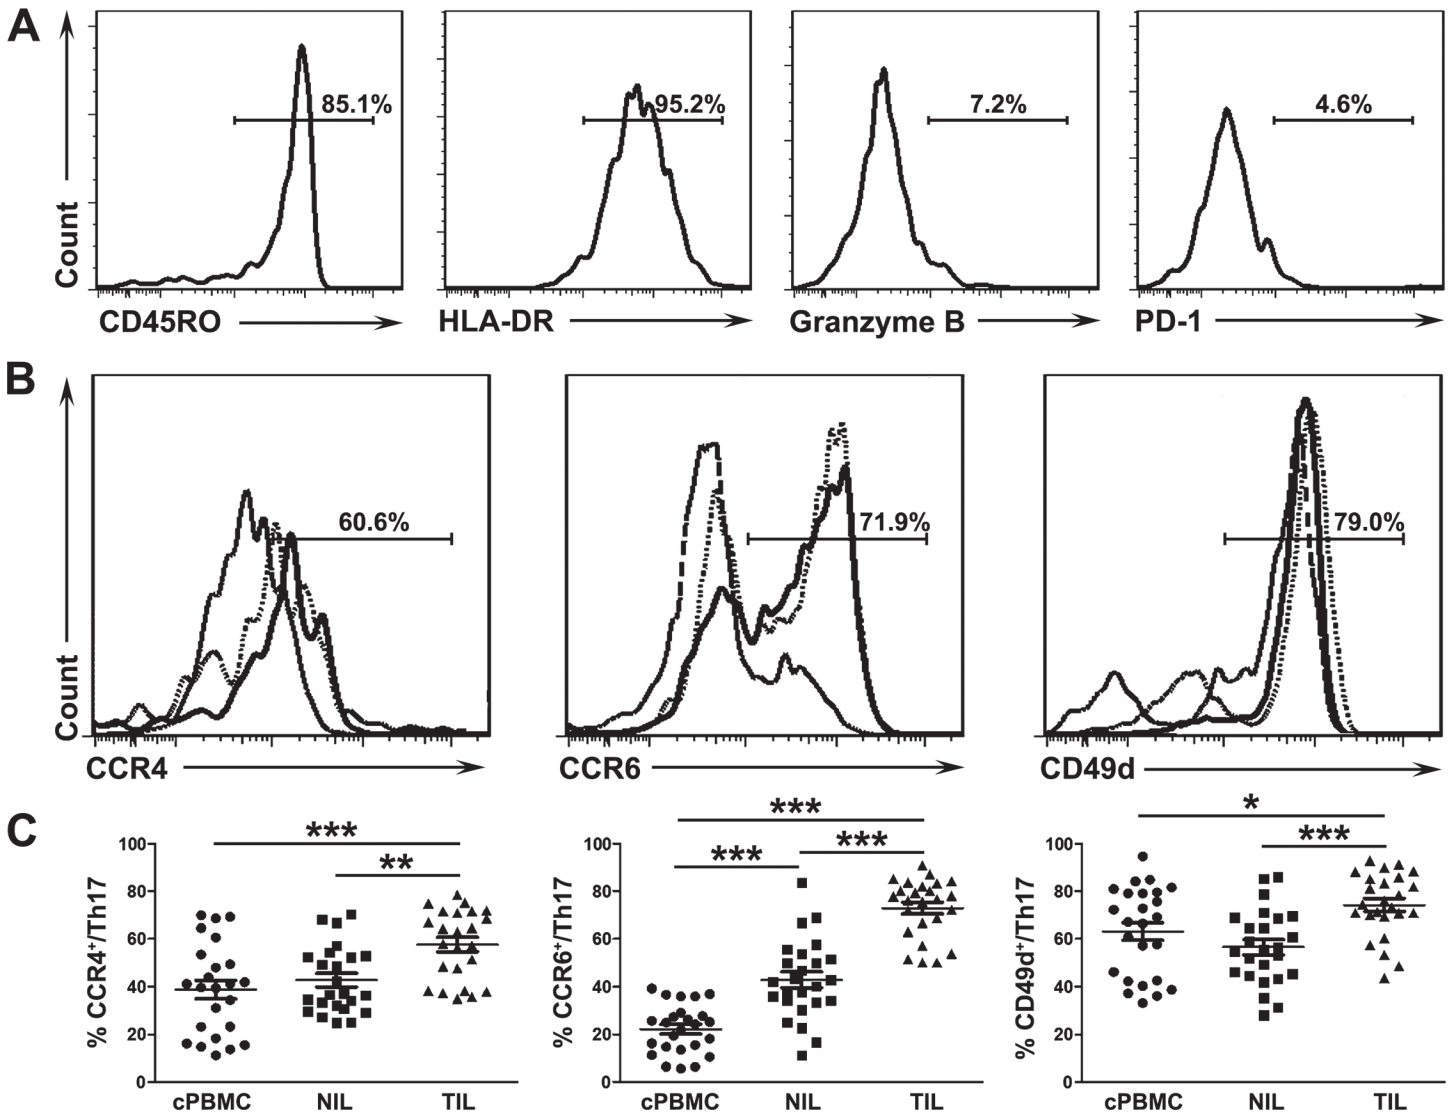 A
Count
85.1%
95.2%
7.2%
4.6%
CD45RO
HLA-DR
Granzyme B
PD-1
B
Count
60.6%
71.9%
79.0%
CCR4
CCR6
CD49d
C
% CCR4+/Th17
***
**
100
80
60
40
20
0
cPBMC
NIL
TIL
% CCR6+/Th17
***
***
***
100
80
60
40
20
0
cPBMC
NIL
TIL
% CD49d+/Th17
*
***
100
80
60
40
20
0
cPBMC
NIL
TIL